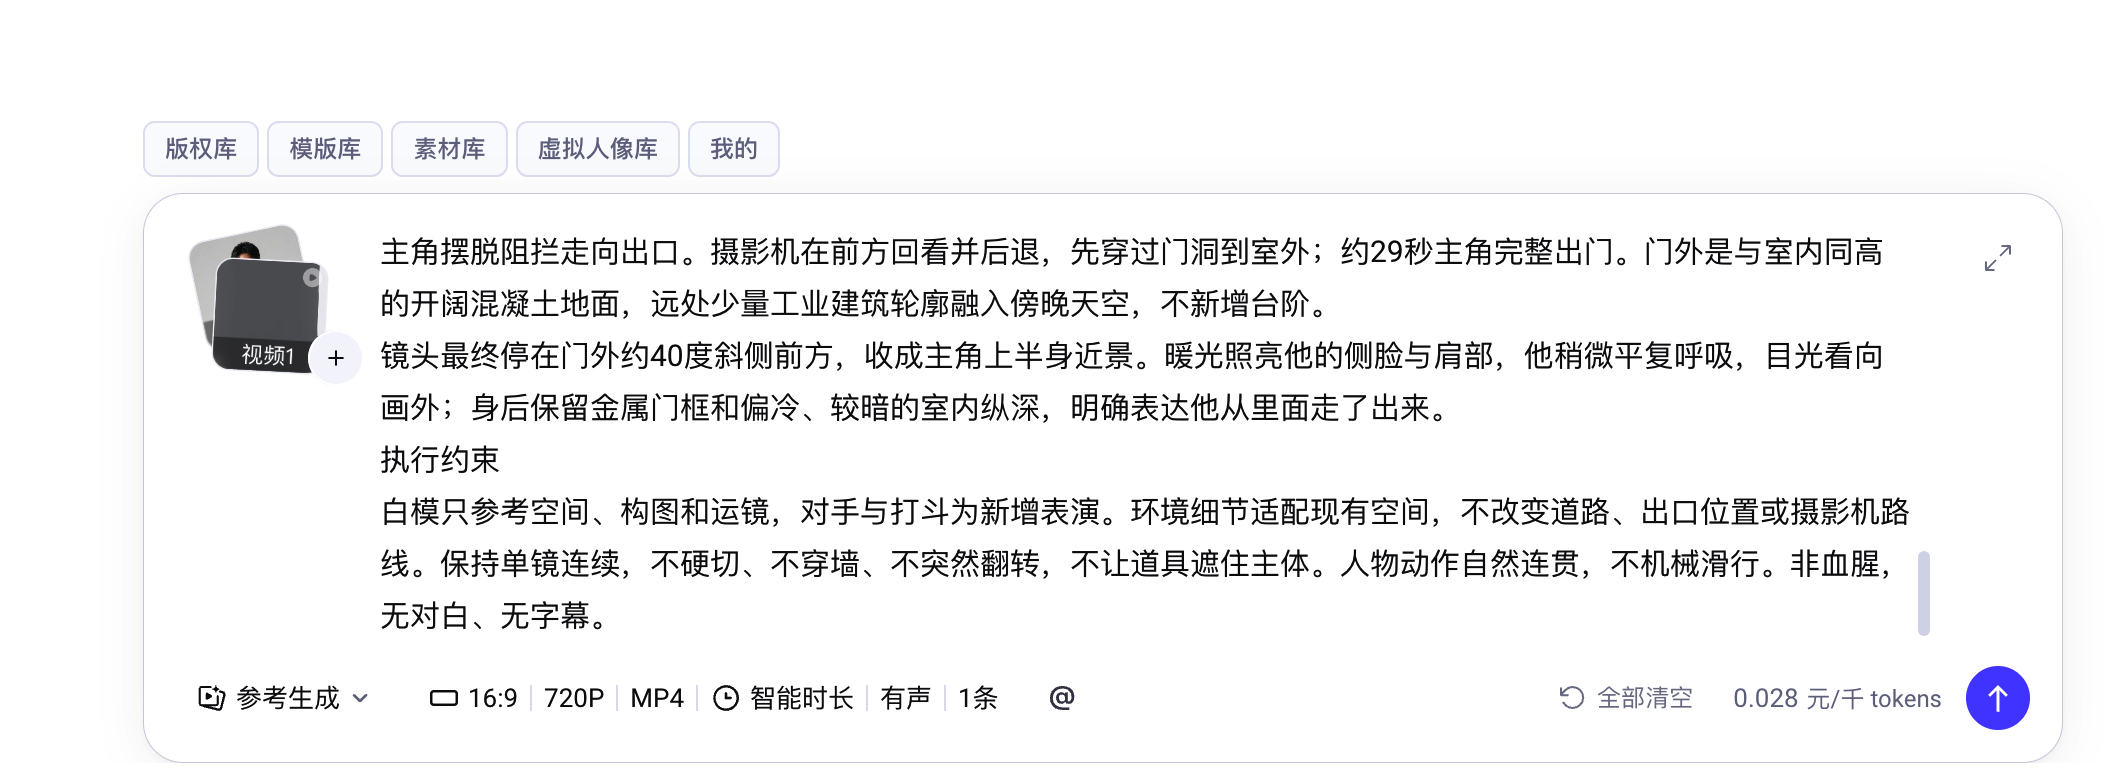 版权库
模版库
素材库
虚拟人像库
我的
视频1
主角摆脱阻拦走向出口。摄影机在前方回看并后退，先穿过门洞到室外；约29秒主角完整出门。门外是与室内同高
的开阔混凝土地面，远处少量工业建筑轮廓融入傍晚天空，不新增台阶。
镜头最终停在门外约40度斜侧前方，收成主角上半身近景。暖光照亮他的侧脸与肩部，他稍微平复呼吸，目光看向
画外；身后保留金属门框和偏冷、较暗的室内纵深，明确表达他从里面走了出来。
执行约束
白模只参考空间、构图和运镜，对手与打斗为新增表演。环境细节适配现有空间，不改变道路、出口位置或摄影机路
线。保持单镜连续，不硬切、不穿墙、不突然翻转，不让道具遮住主体。人物动作自然连贯，不机械滑行。非血腥，
无对白、无字幕。
参考生成
16:9
720P
MP4
智能时长
有声
1条
@
全部清空
0.028 元/千 tokens